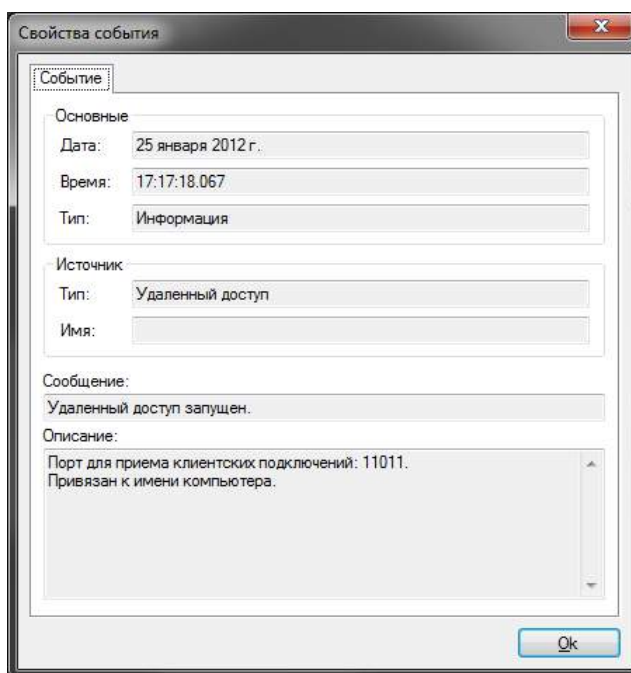 Свойства события
Событие
Основные
Дата: 25 января 2012 г.
Время: 17:17:18.067
Тип: Информация
Источник
Тип: Удаленный доступ
Имя:
Сообщение:
Удаленный доступ запущен.
Описание:
Порт для приема клиентских подключений: 11011.
Привязан к имени компьютера.
Ok